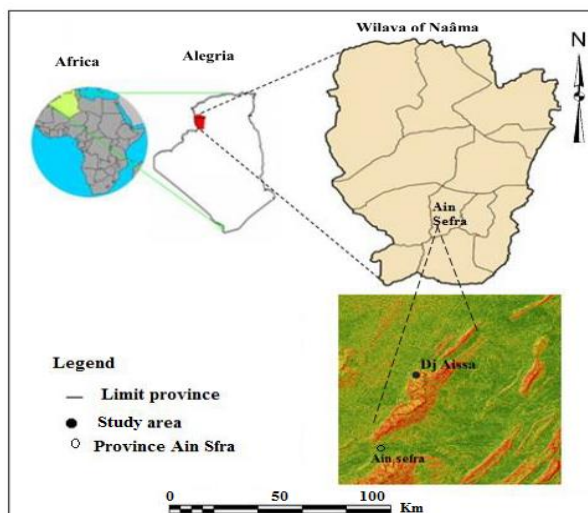 Wilava of Naâma
Africa
Alegria
N
Ain
Sefra
Dj Aissa
Ain sefra
Legend
Limit province
Study area
Province Ain Sfra
0 50 100
Km